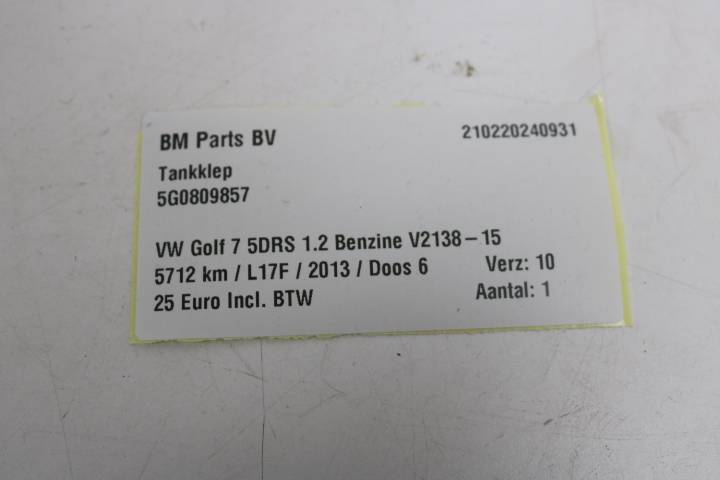 BM Parts BV 210220240931
Tankklep
5G0809857
VW Golf 7 5DRS 1.2 Benzine V2138-15
5712 km / L17F / 2013 / Doos 6 Verz: 10
25 Euro Incl. BTW Aantal: 1